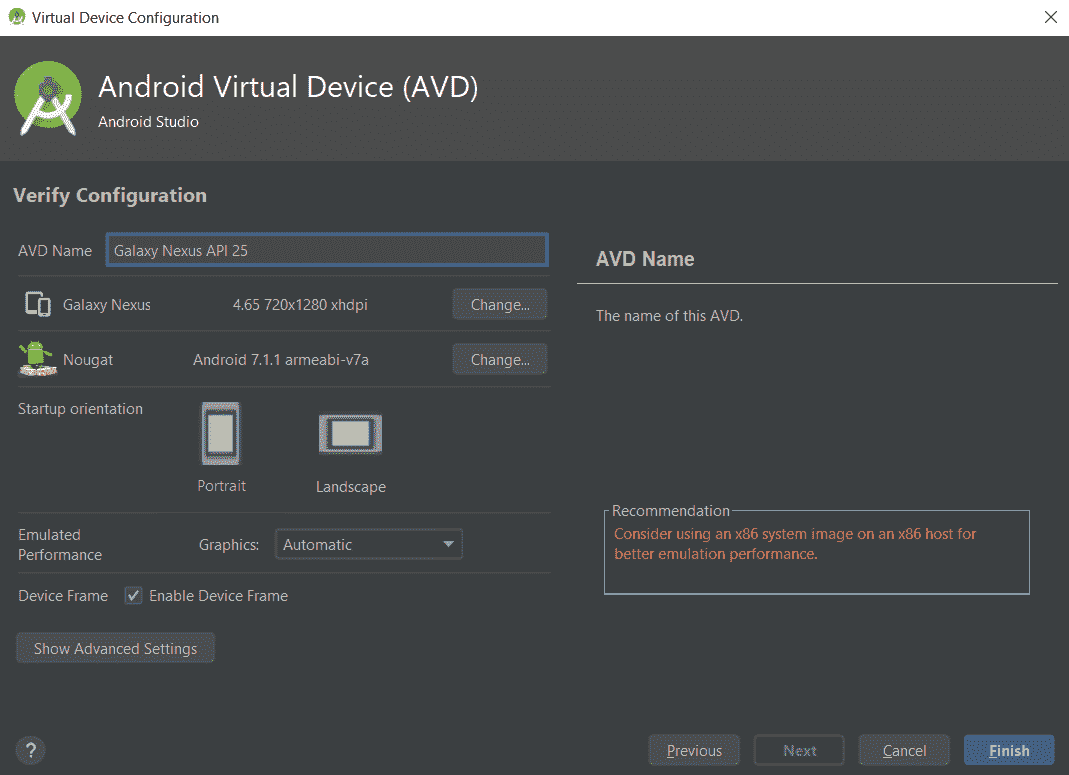 Virtual Device Configuration
Android Virtual Device (AVD)
Android Studio
Verify Configuration
AVD Name
Galaxy Nexus API 25
Galaxy Nexus
4.65 720x1280 xhdpi
Change...
Nougat
Android 7.1.1 armeabi-v7a
Change...
Startup orientation
Portrait
Landscape
Emulated
Performance
Graphics:
Automatic
Device Frame
Enable Device Frame
Show Advanced Settings
AVD Name
The name of this AVD.
Recommendation
Consider using an x86 system image on an x86 host for
better emulation performance.
?
Previous
Next
Cancel
Finish